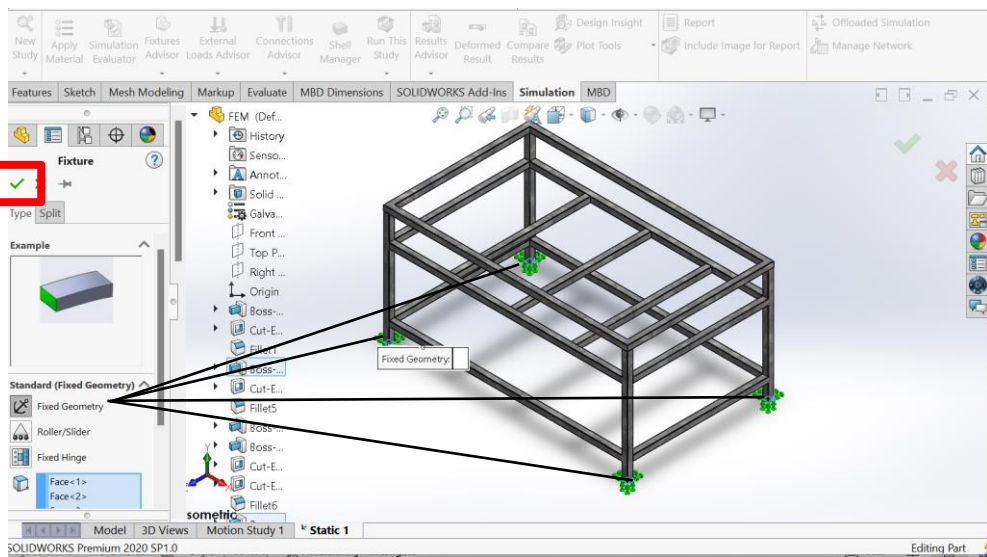 New Study
Apply Material
Simulation Evaluator
Fixtures Advisor
External Loads Advisor
Connections Advisor
Shell Manager
Run This Study
Results Advisor
Deformed Result
Compare Results
Design Insight
Plot Tools
Report
Include Image for Report
Offloaded Simulation
Manage Network
Features Sketch Mesh Modeling Markup Evaluate MBD Dimensions SOLIDWORKS Add-Ins Simulation MBD
Fixture
Type Split
Example
Standard (Fixed Geometry)
Fixed Geometry
Roller/Slider
Fixed Hinge
Face<1>
Face<2>
FEM (Def...
History
Senso...
Annot...
Solid ...
Galva...
Front ...
Top P...
Right ...
Origin
Boss-...
Cut-E...
Fillet1
Boss-...
Cut-E...
Fillet5
Boss-...
Boss-...
Cut-E...
Cut-E...
Fillet6
Fixed Geometry:
Y
sometric
Model 3D Views Motion Study 1 Static 1
SOLIDWORKS Premium 2020 SP1.0
Editing Part